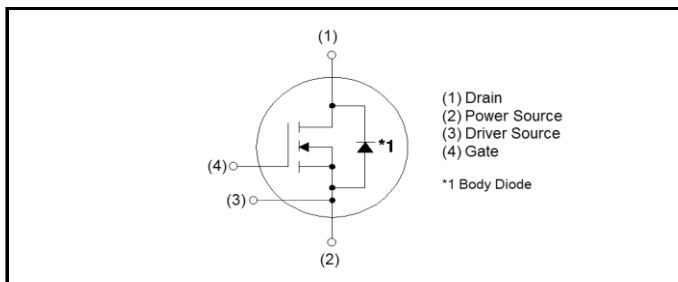 (1)
(1) Drain
(2) Power Source
(3) Driver Source
(4) Gate
*1
*1 Body Diode
(4)
(3)
(2)